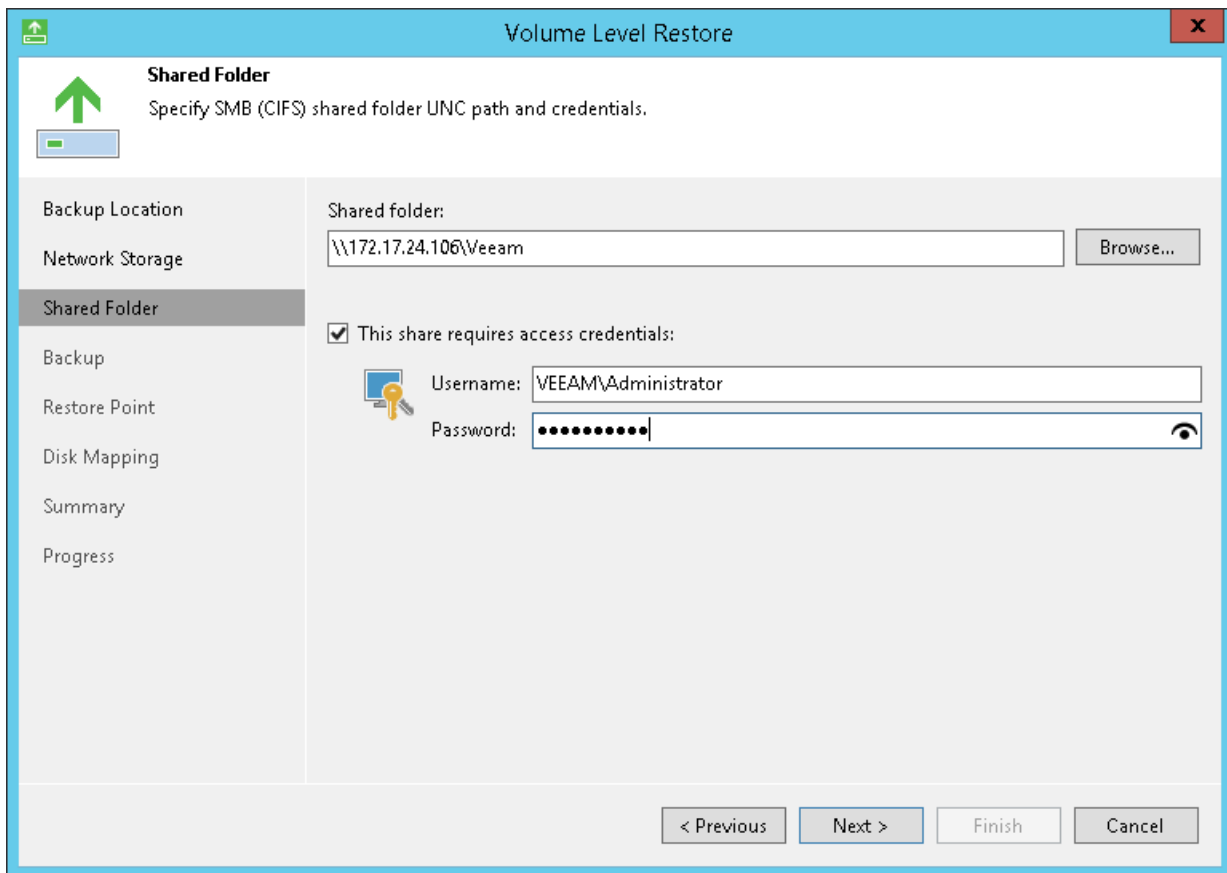 Volume Level Restore
x
Shared Folder
Specify SMB (CIFS) shared folder UNC path and credentials.
Backup Location
Network Storage
Shared Folder
Backup
Restore Point
Disk Mapping
Summary
Progress
Shared folder:
\\172.17.24.106\Veeam
Browse...
This share requires access credentials:
Username: VEEAM\Administrator
Password: ●●●●●●●●●●
< Previous Next > Finish Cancel